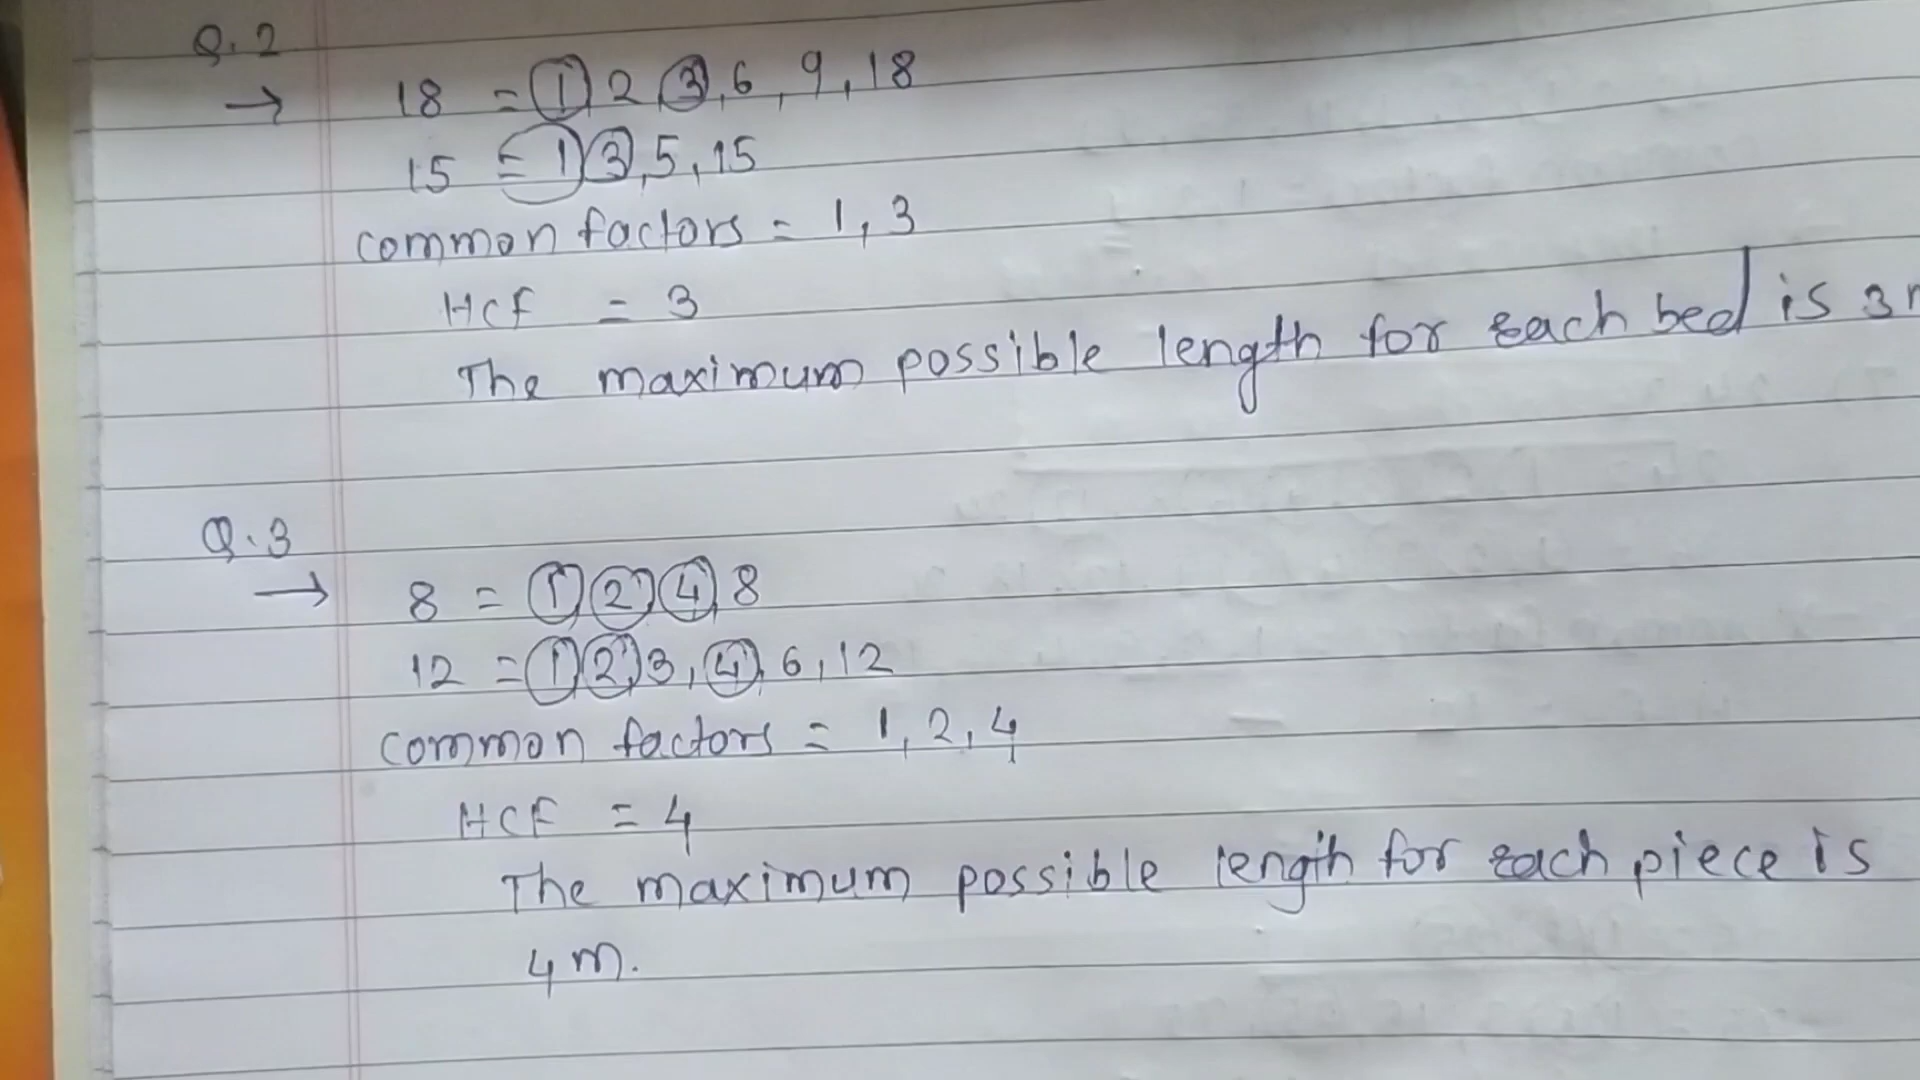 Q.2
→ 18 = 1, 2, 3, 6, 9, 18
15 = 1, 3, 5, 15
common factors = 1, 3
HCF = 3
The maximum possible length for each bed is 3
Q.3
→ 8 = 1, 2, 4, 8
12 = 1, 2, 3, 4, 6, 12
common factors = 1, 2, 4
HCF = 4
The maximum possible length for each piece is
4 m.